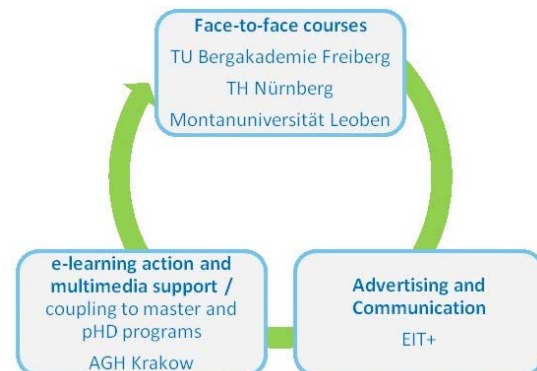 Face-to-face courses
TU Bergakademie Freiberg
TH Nürnberg
Montanuniversität Leoben
e-learning action and
multimedia support /
coupling to master and
pHD programs
AGH Krakow
Advertising and
Communication
EIT+